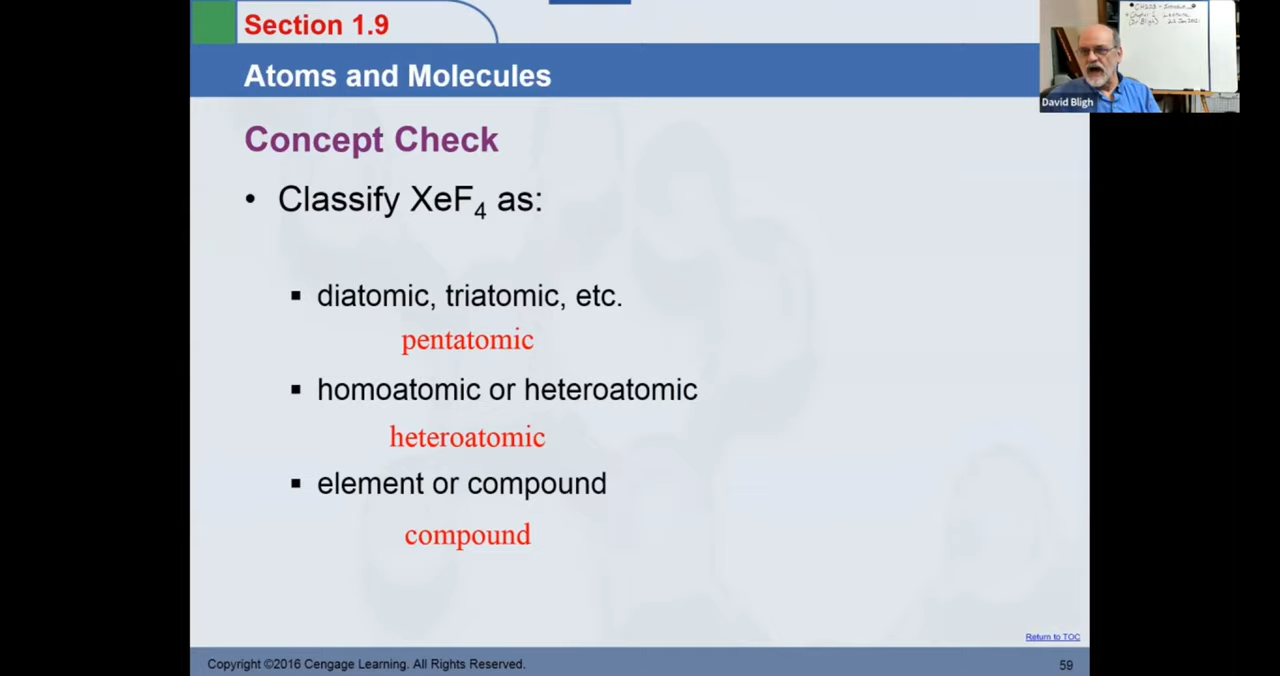 Section 1.9
Atoms and Molecules
Concept Check
• Classify XeF₄ as:
▪ diatomic, triatomic, etc.
pentatomic
▪ homoatomic or heteroatomic
heteroatomic
▪ element or compound
compound
Return to TOC
Copyright ©2016 Cengage Learning. All Rights Reserved.
59
David Bligh